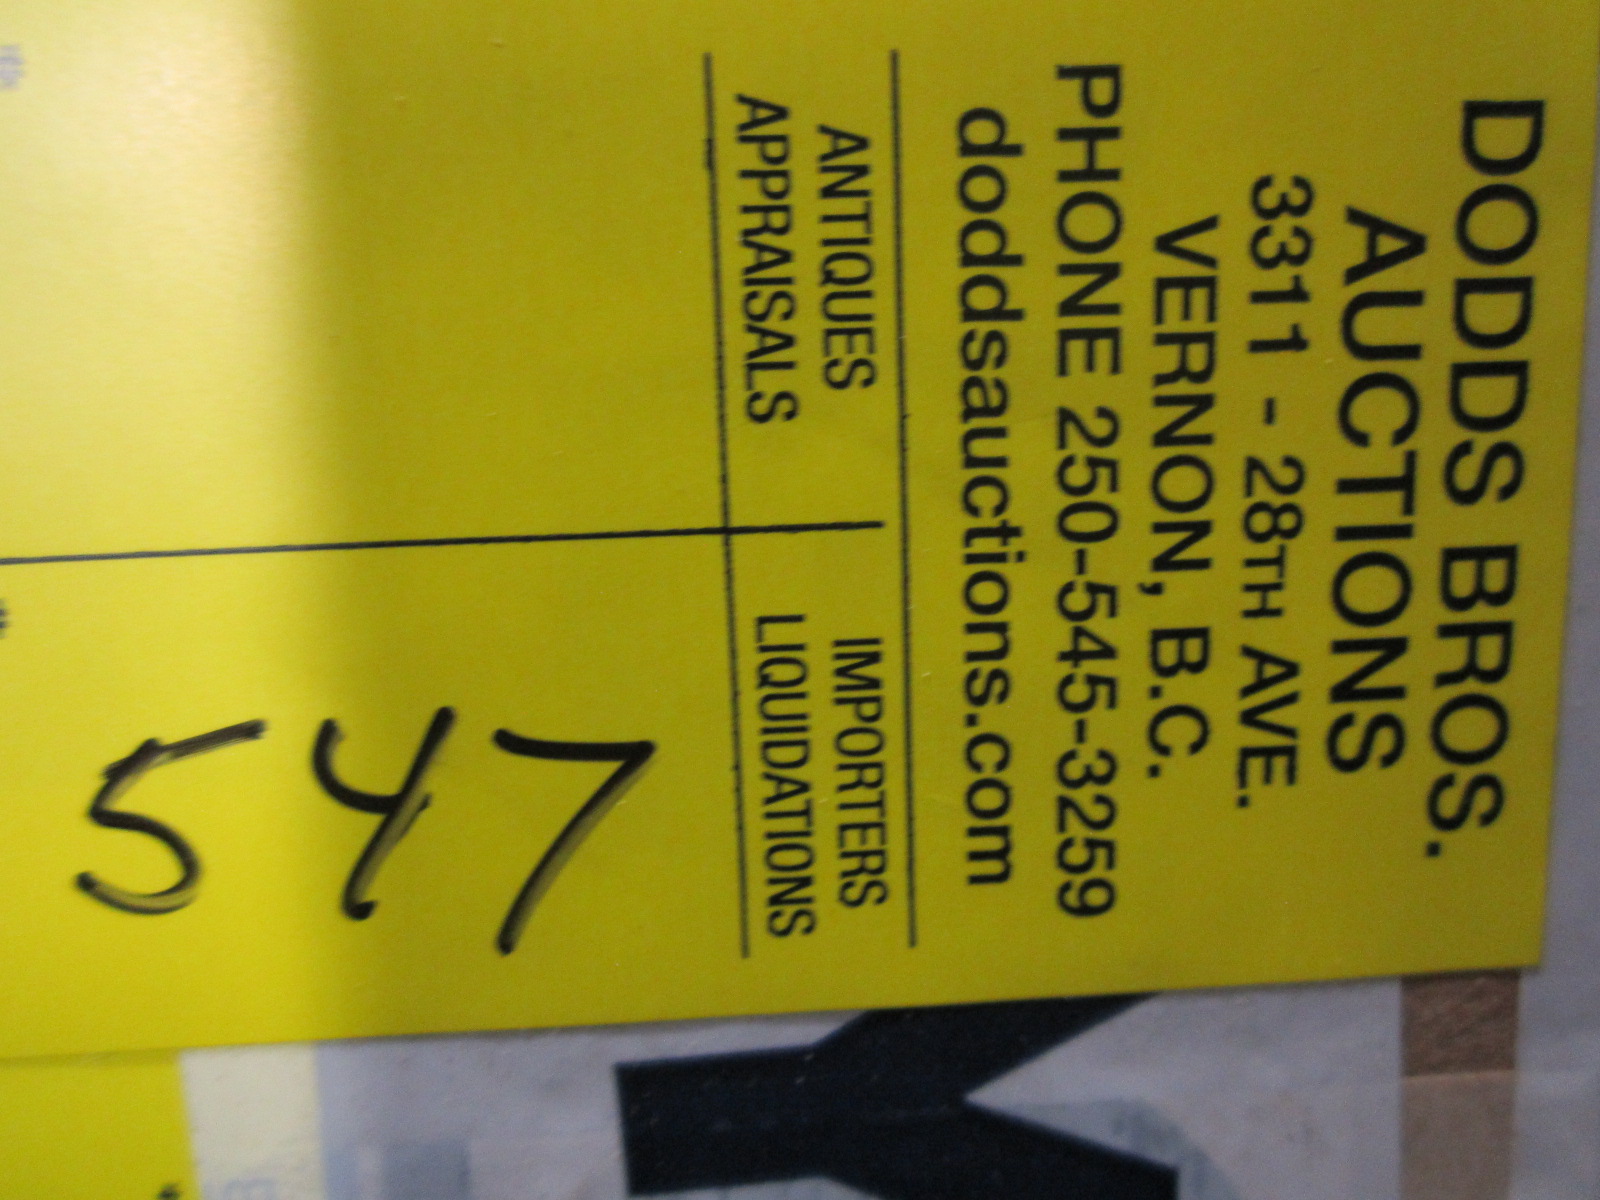 DODDS BROS.
AUCTIONS
3311 - 28TH AVE.
VERNON, B.C.
PHONE 250-545-3259
doddsauctions.com
ANTIQUES
APPRAISALS
IMPORTERS
LIQUIDATIONS
547
Y